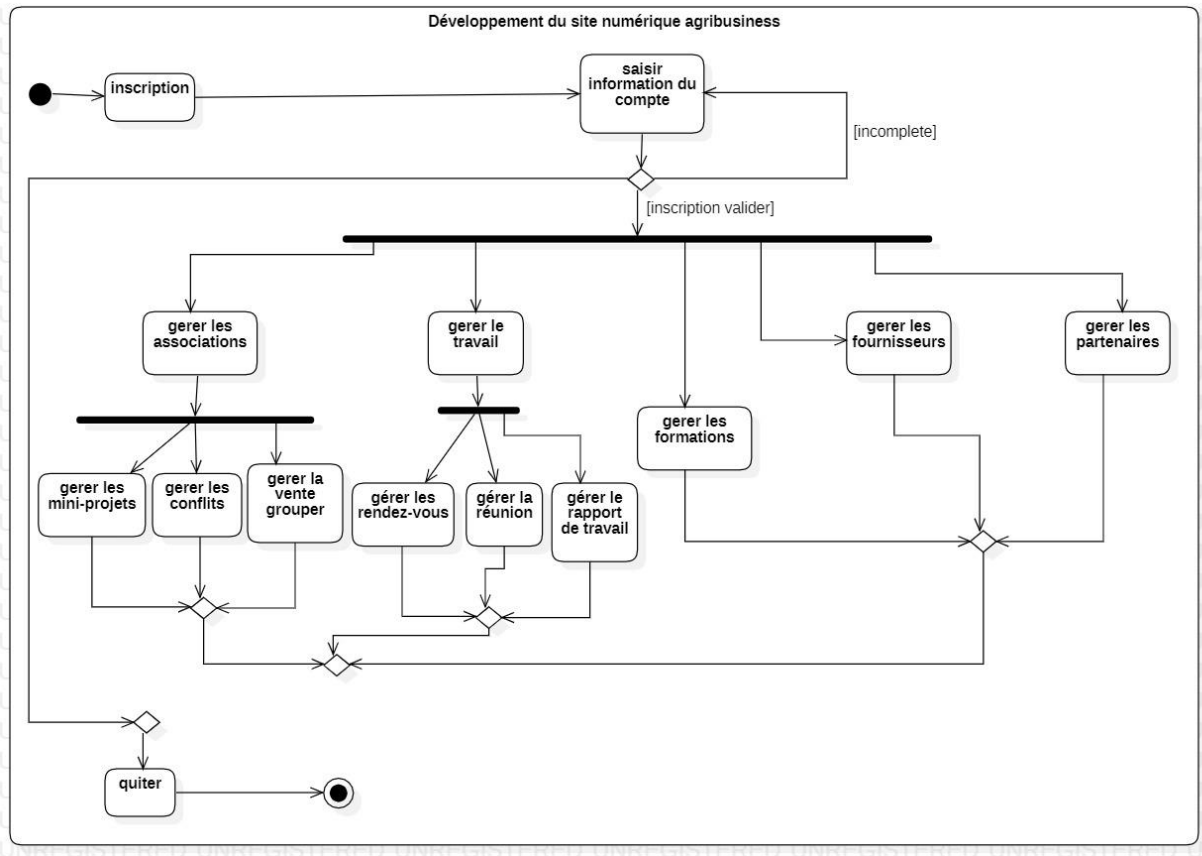 Développement du site numérique agribusiness
inscription
saisir
information du
compte
[incomplete]
[inscription valider]
gerer les
associations
gerer le
travail
gerer les
fournisseurs
gerer les
partenaires
gerer les
formations
gerer les
mini-projets
gerer les
conflits
gerer la
vente
grouper
gérer les
rendez-vous
gérer la
réunion
gérer le
rapport
de travail
quiter
UNREGISTERED UNREGISTERED UNREGISTERED UNREGISTERED UNREGISTERED UNREGISTERED